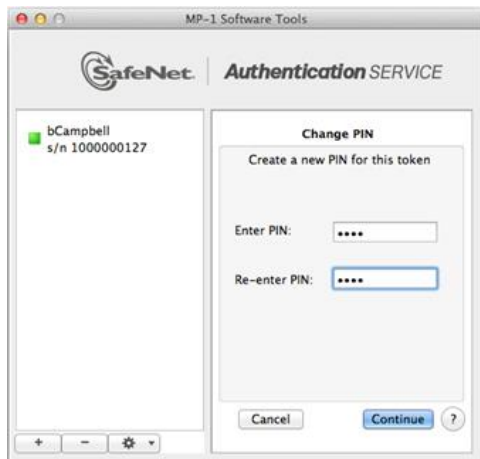 MP-1 Software Tools
SafeNet. Authentication SERVICE
bCampbell
s/n 1000000127
Change PIN
Create a new PIN for this token
Enter PIN: ••••
Re-enter PIN: ••••
Cancel Continue ?
+ −